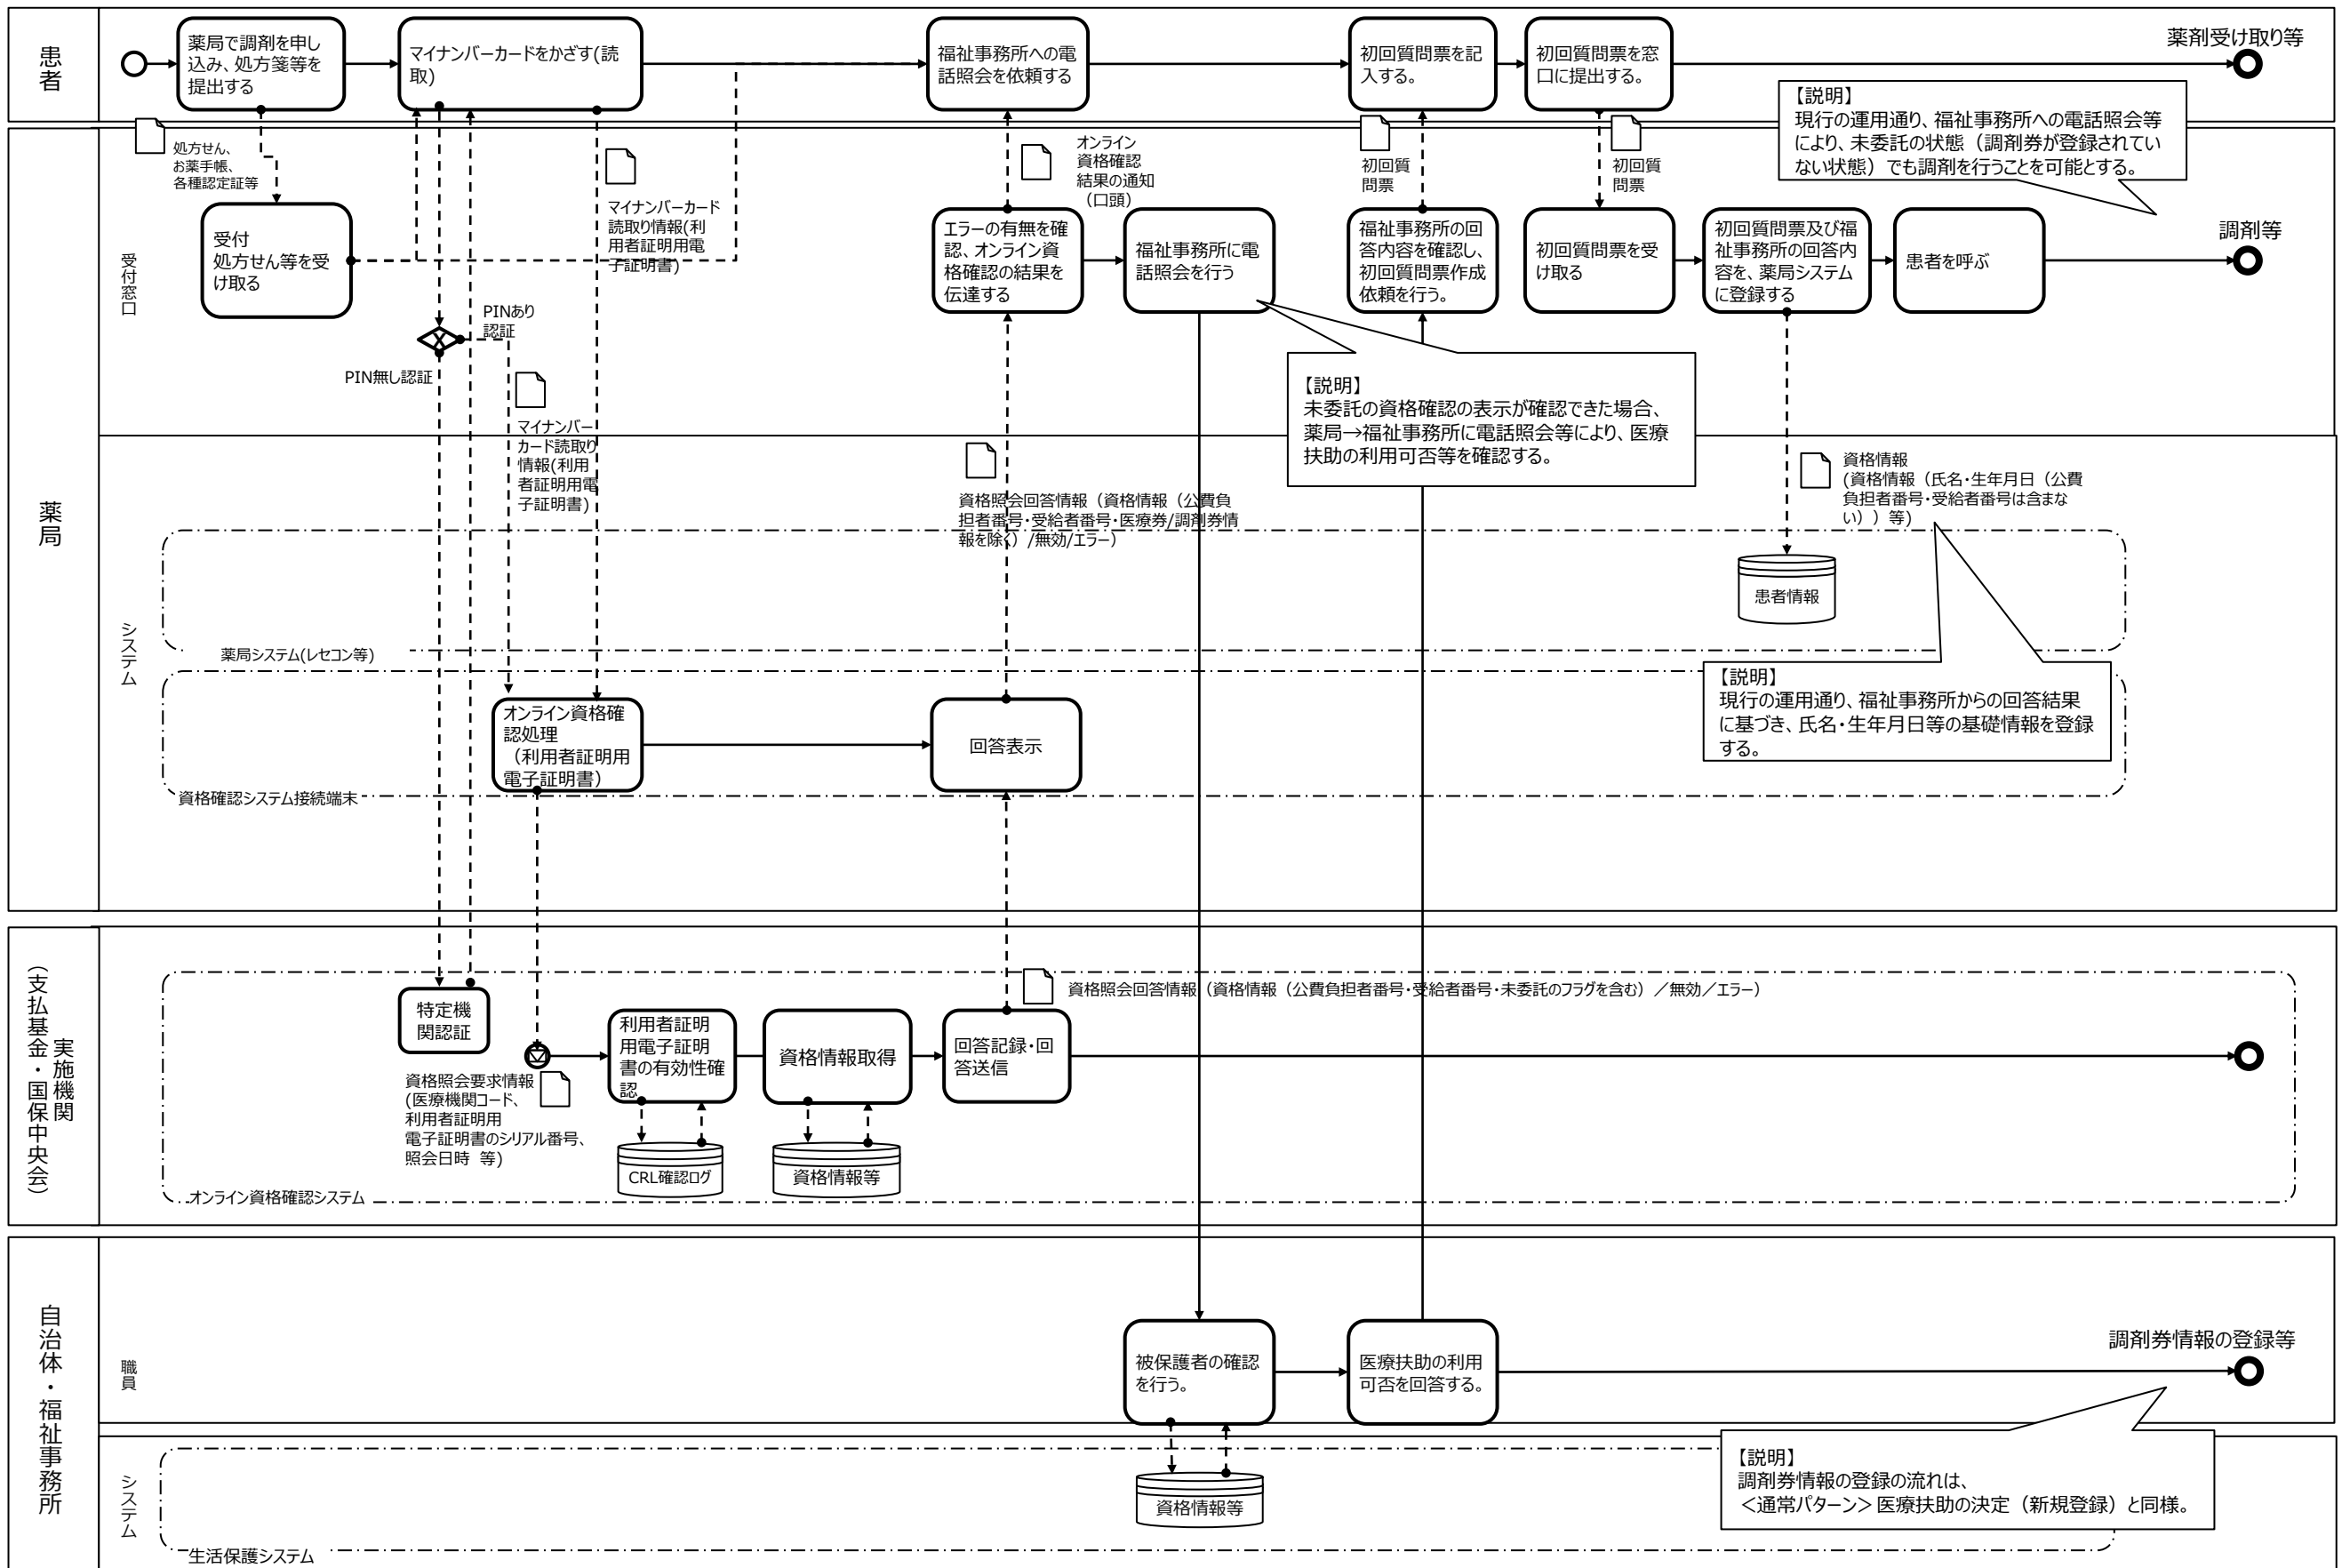 患者
薬局で調剤を申し
込み、処方箋等を
提出する
マイナンバーカードをかざす(読
取)
福祉事務所への電
話照会を依頼する
初回質問票を記
入する。
初回質問票を窓
口に提出する。
薬剤受け取り等
【説明】
現行の運用通り、福祉事務所への電話照会等
により、未委託の状態（調剤券が登録されてい
ない状態）でも調剤を行うことを可能とする。
薬局
受付窓口
処方せん、
お薬手帳、
各種認定証等
受付
処方せん等を受
け取る
マイナンバーカード
読取り情報(利
用者証明用電
子証明書)
オンライン
資格確認
結果の通知
（口頭）
初回質
問票
初回質
問票
エラーの有無を確
認、オンライン資
格確認の結果を
伝達する
福祉事務所に電
話照会を行う
福祉事務所の回
答内容を確認し、
初回質問票作成
依頼を行う。
初回質問票を受
け取る
初回質問票及び福
祉事務所の回答内
容を、薬局システム
に登録する
患者を呼ぶ
調剤等
PINあり
認証
PIN無し認証
マイナンバー
カード読取り
情報(利用
者証明用電
子証明書)
【説明】
未委託の資格確認の表示が確認できた場合、
薬局→福祉事務所に電話照会等により、医療
扶助の利用可否等を確認する。
システム
資格照会回答情報（資格情報（公費負
担者番号・受給者番号・医療券/調剤券情
報を除く）/無効/エラー）
資格情報
(資格情報（氏名・生年月日（公費
負担者番号・受給者番号は含まな
い））等)
患者情報
薬局システム(レセコン等)
【説明】
現行の運用通り、福祉事務所からの回答結果
に基づき、氏名・生年月日等の基礎情報を登録
する。
オンライン資格確
認処理
（利用者証明用
電子証明書）
回答表示
資格確認システム接続端末
実施機関
（支払基金・国保中央会）
資格照会回答情報（資格情報（公費負担者番号・受給者番号・未委託のフラグを含む）／無効／エラー）
特定機
関認証
利用者証明
用電子証明
書の有効性確
認
資格情報取得
回答記録・回
答送信
資格照会要求情報
(医療機関コード、
利用者証明用
電子証明書のシリアル番号、
照会日時 等)
CRL確認ログ
資格情報等
オンライン資格確認システム
自治体・福祉事務所
職員
被保護者の確認
を行う。
医療扶助の利用
可否を回答する。
調剤券情報の登録等
システム
資格情報等
【説明】
調剤券情報の登録の流れは、
＜通常パターン＞医療扶助の決定（新規登録）と同様。
生活保護システム